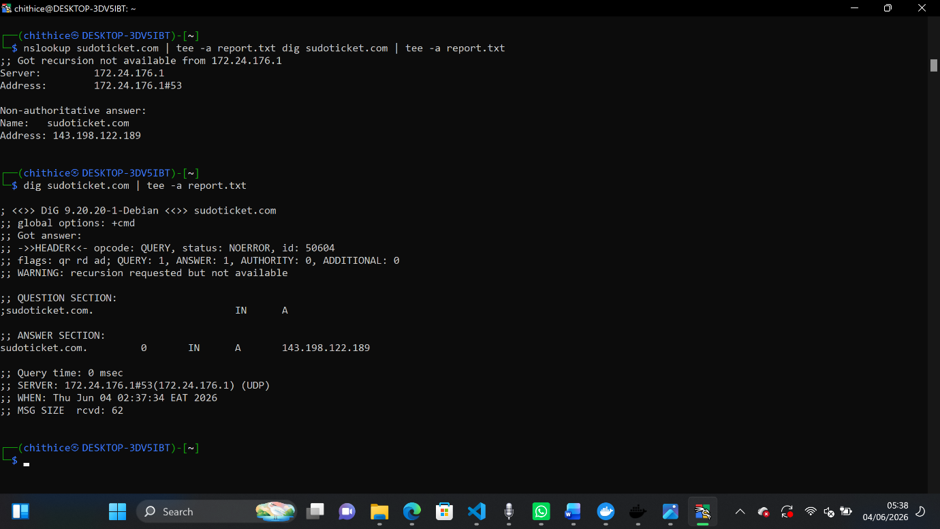 chithice@DESKTOP-3DV5IBT: ~
┌──(chithice㉿DESKTOP-3DV5IBT)-[~]
└─$ nslookup sudoticket.com | tee -a report.txt dig sudoticket.com | tee -a report.txt
;; Got recursion not available from 172.24.176.1
Server:         172.24.176.1
Address:        172.24.176.1#53
Non-authoritative answer:
Name:   sudoticket.com
Address: 143.198.122.189
┌──(chithice㉿DESKTOP-3DV5IBT)-[~]
└─$ dig sudoticket.com | tee -a report.txt
; <<>> DiG 9.20.20-1-Debian <<>> sudoticket.com
;; global options: +cmd
;; Got answer:
;; ->>HEADER<<- opcode: QUERY, status: NOERROR, id: 50604
;; flags: qr rd ad; QUERY: 1, ANSWER: 1, AUTHORITY: 0, ADDITIONAL: 0
;; WARNING: recursion requested but not available
;; QUESTION SECTION:
;sudoticket.com.                        IN      A
;; ANSWER SECTION:
sudoticket.com.         0       IN      A       143.198.122.189
;; Query time: 0 msec
;; SERVER: 172.24.176.1#53(172.24.176.1) (UDP)
;; WHEN: Thu Jun 04 02:37:34 EAT 2026
;; MSG SIZE  rcvd: 62
┌──(chithice㉿DESKTOP-3DV5IBT)-[~]
└─$
Search
05:38
04/06/2026